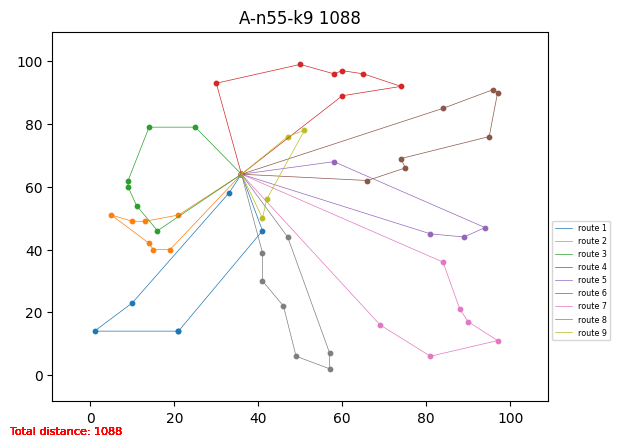 A-n55-k9 1088
100
80
60
40
20
0
0 20 40 60 80 100
route 1
route 2
route 3
route 4
route 5
route 6
route 7
route 8
route 9
Total distance: 1088